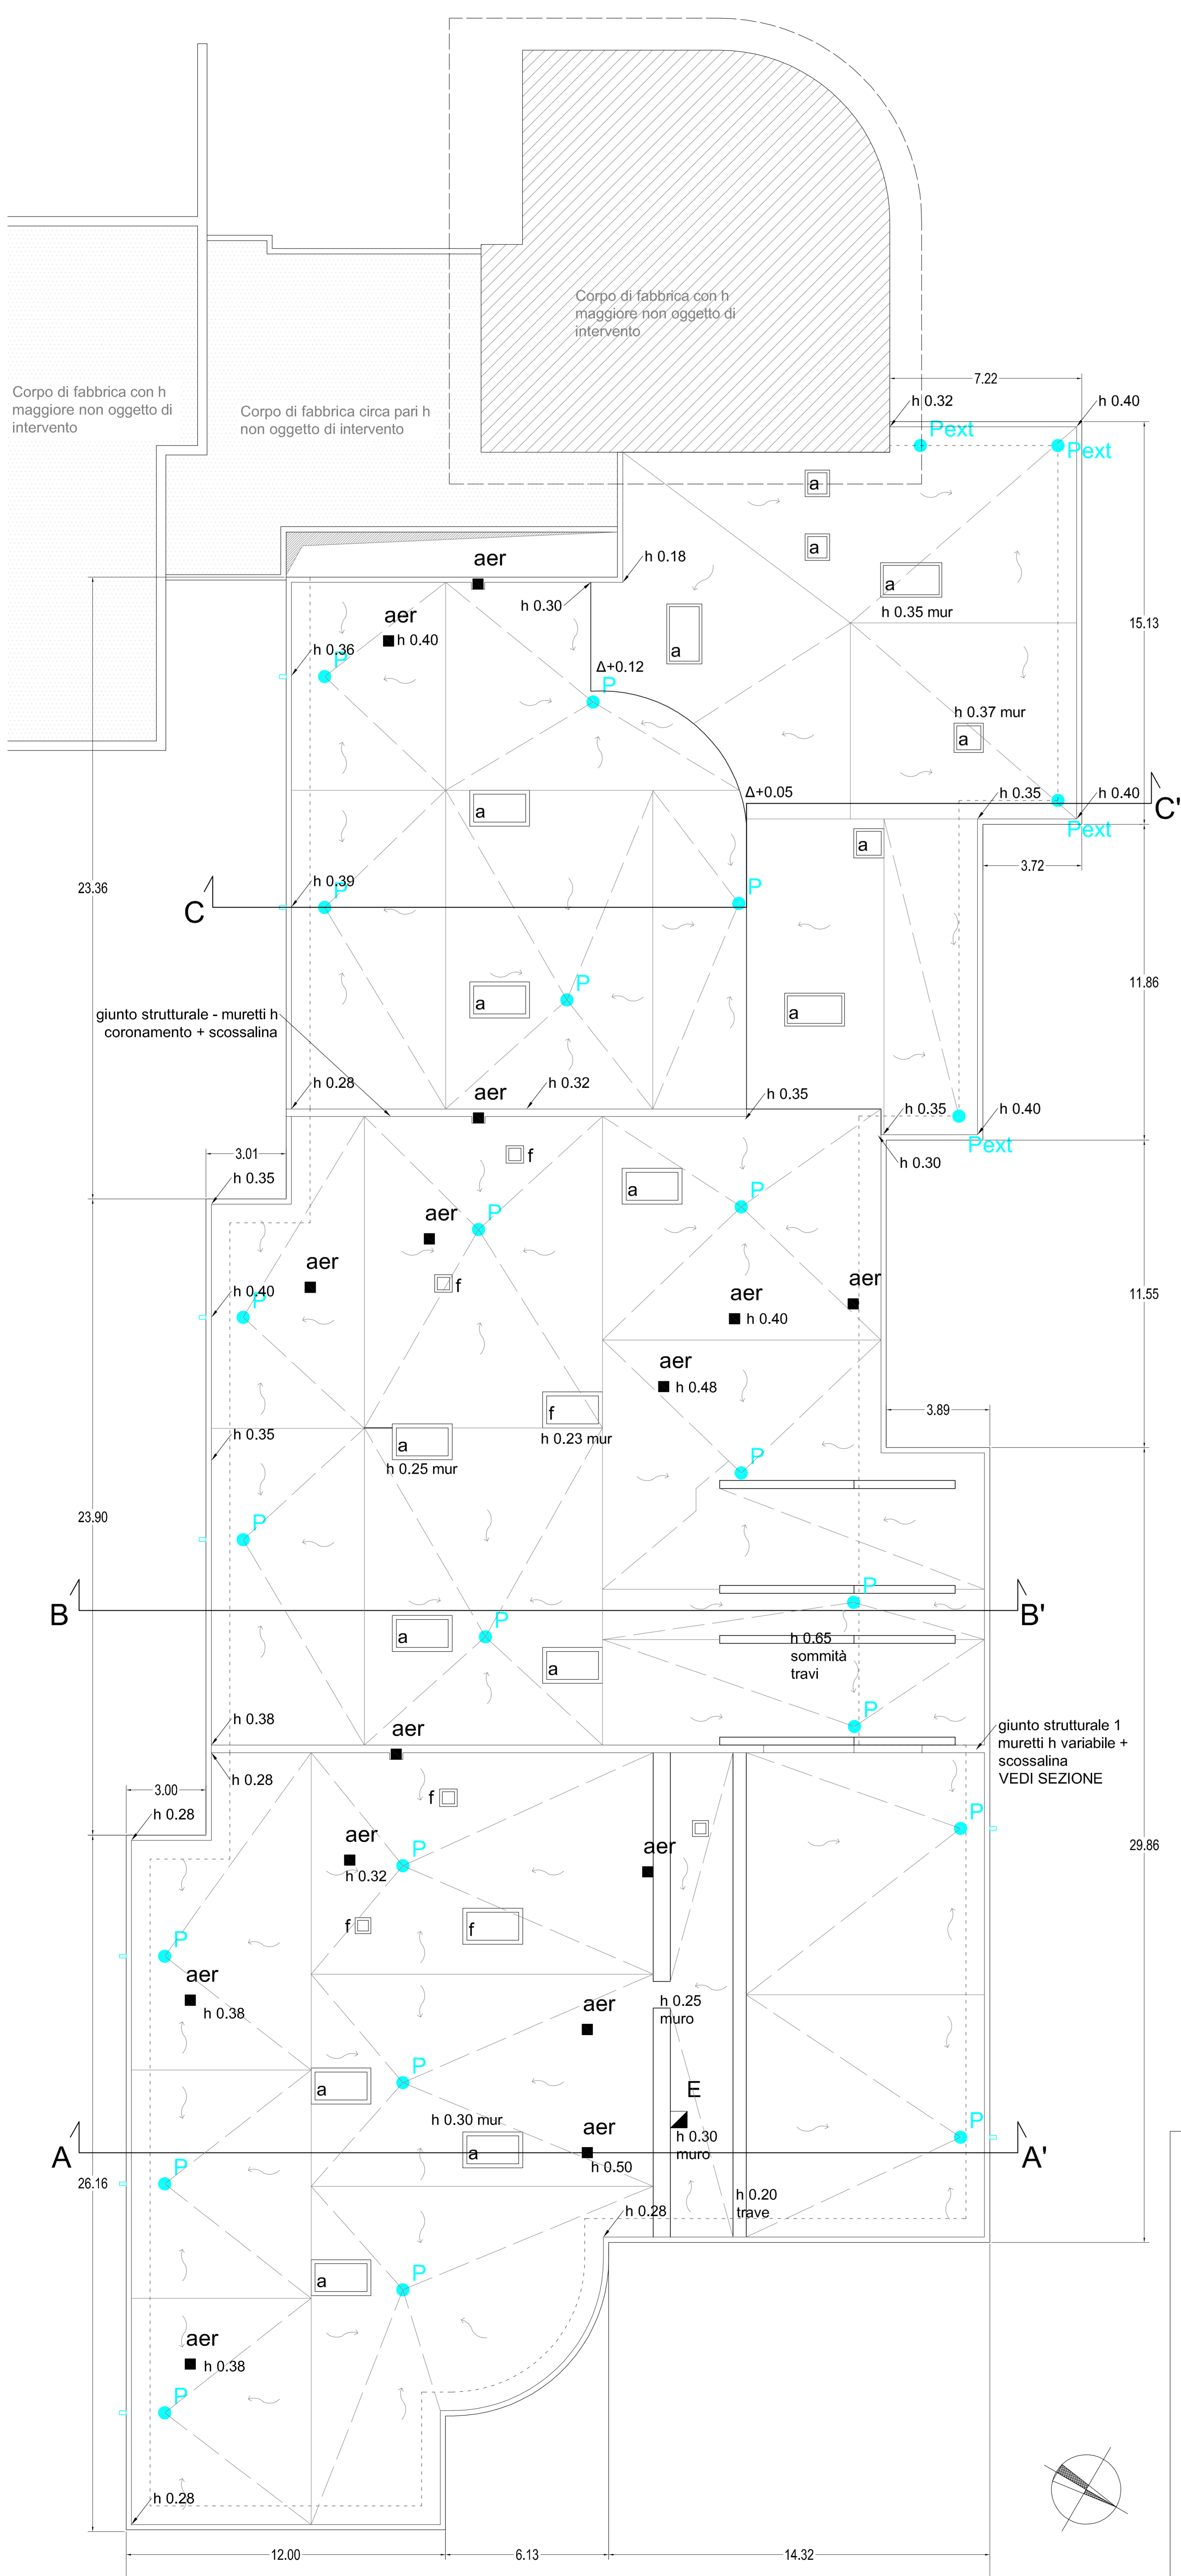 Corpo di fabbrica con h
maggiore non oggetto di
intervento
7.22
h 0.32
h 0.40
Corpo di fabbrica con h
maggiore non oggetto di
intervento
Corpo di fabbrica circa pari h
non oggetto di intervento
Pext
Pext
a
a
aer
h 0.18
a
h 0.30
h 0.35 mur
aer
h 0.40
15.13
h 0.36
P
a
Δ+0.12
P
h 0.37 mur
a
Δ+0.05
h 0.35
h 0.40
C'
a
Pext
a
3.72
23.36
h 0.39
P
P
C
P
11.86
a
a
giunto strutturale - muretti h
coronamento + scossalina
h 0.28
h 0.32
aer
h 0.35
h 0.35
h 0.40
Pext
3.01
f
h 0.30
h 0.35
a
P
aer
P
aer
f
aer
h 0.40
P
aer
h 0.40
11.55
aer
h 0.48
3.89
f
h 0.35
a
h 0.23 mur
h 0.25 mur
P
23.90
P
P
B
B'
P
a
h 0.65
sommità
travi
a
P
h 0.38
aer
giunto strutturale 1
muretti h variabile +
scossalina
VEDI SEZIONE
3.00
h 0.28
f
h 0.28
P
aer
P
aer
h 0.32
29.86
f
f
P
aer
h 0.38
h 0.25
muro
aer
P
a
E
h 0.30 mur
P
aer
h 0.30
muro
a
A
A'
h 0.50
P
26.16
h 0.20
trave
h 0.28
P
a
aer
h 0.38
P
h 0.28
12.00
6.13
14.32